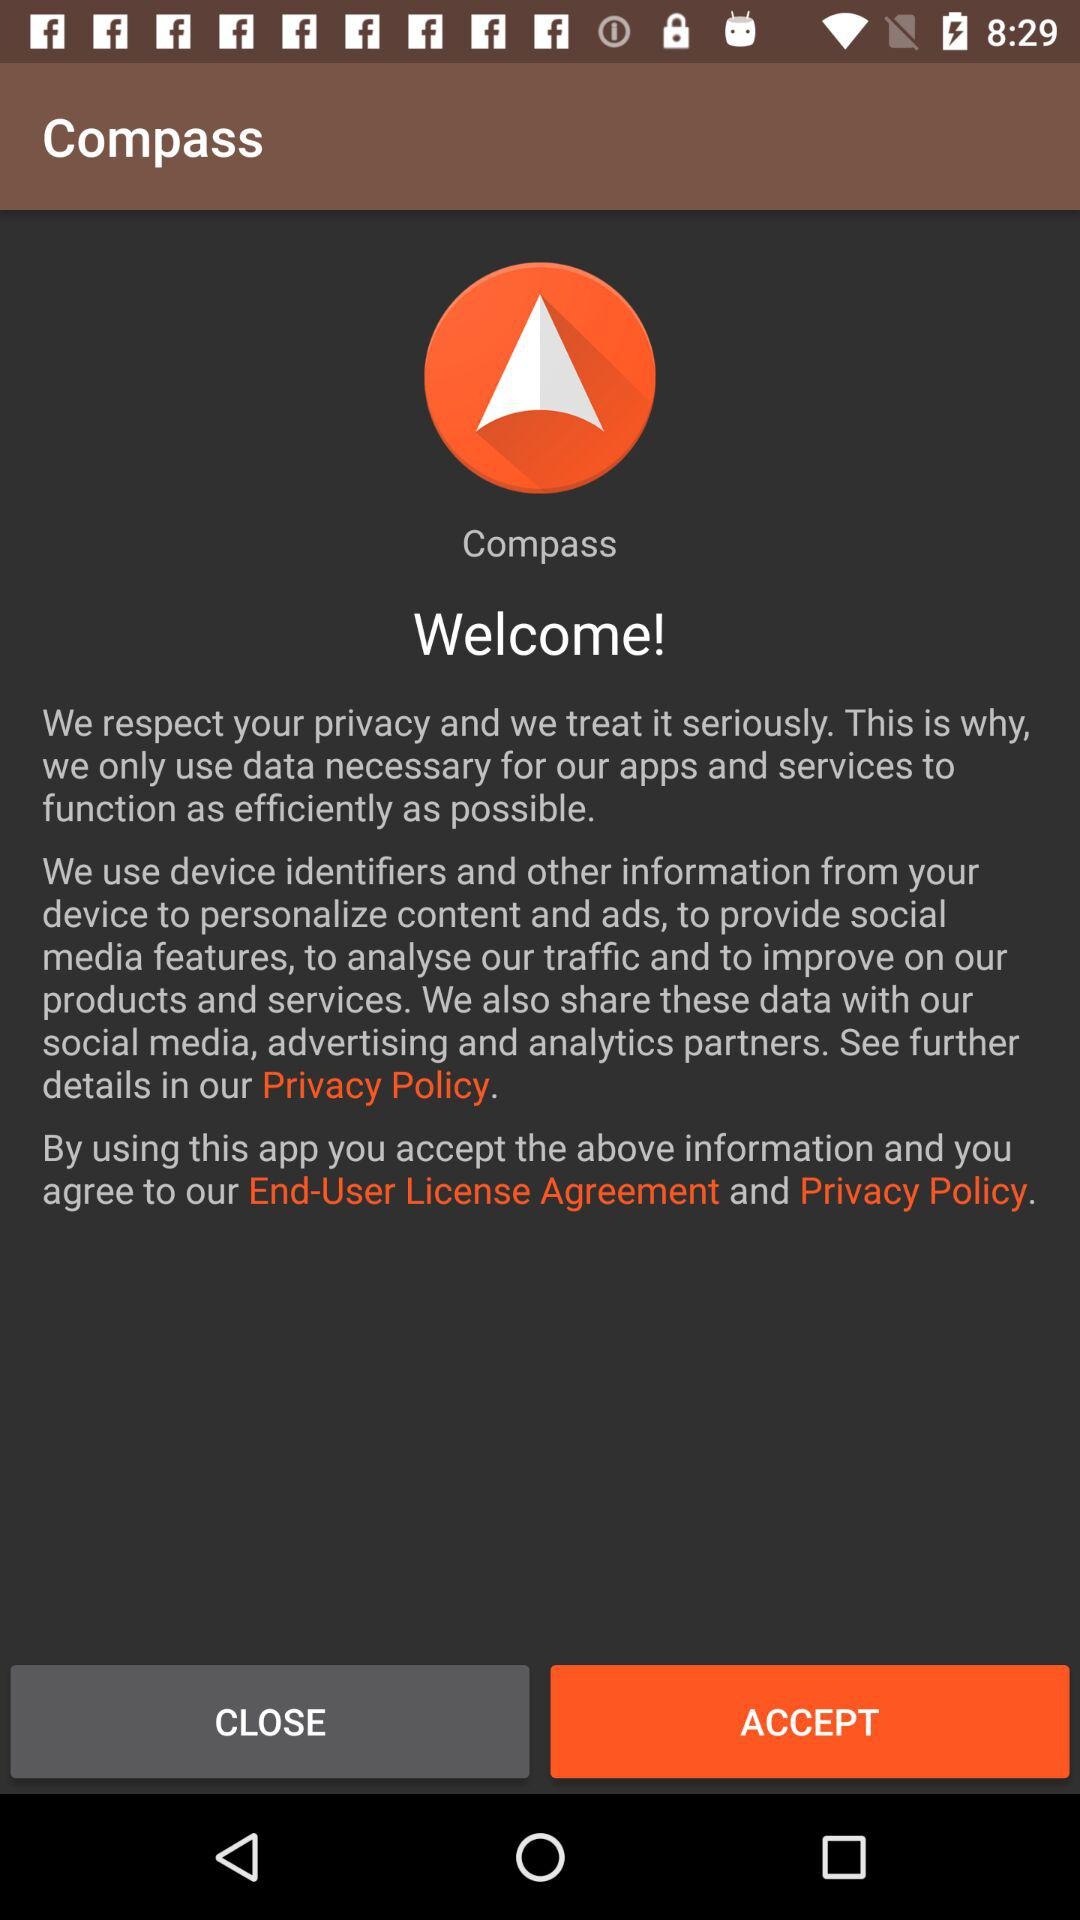 8:29
Compass
Compass
Welcome!
We respect your privacy and we treat it seriously. This is why,
we only use data necessary for our apps and services to
function as efficiently as possible.
We use device identifiers and other information from your
device to personalize content and ads, to provide social
media features, to analyse our traffic and to improve on our
products and services. We also share these data with our
social media, advertising and analytics partners. See further
details in our Privacy Policy.
By using this app you accept the above information and you
agree to our End-User License Agreement and Privacy Policy.
CLOSE
ACCEPT